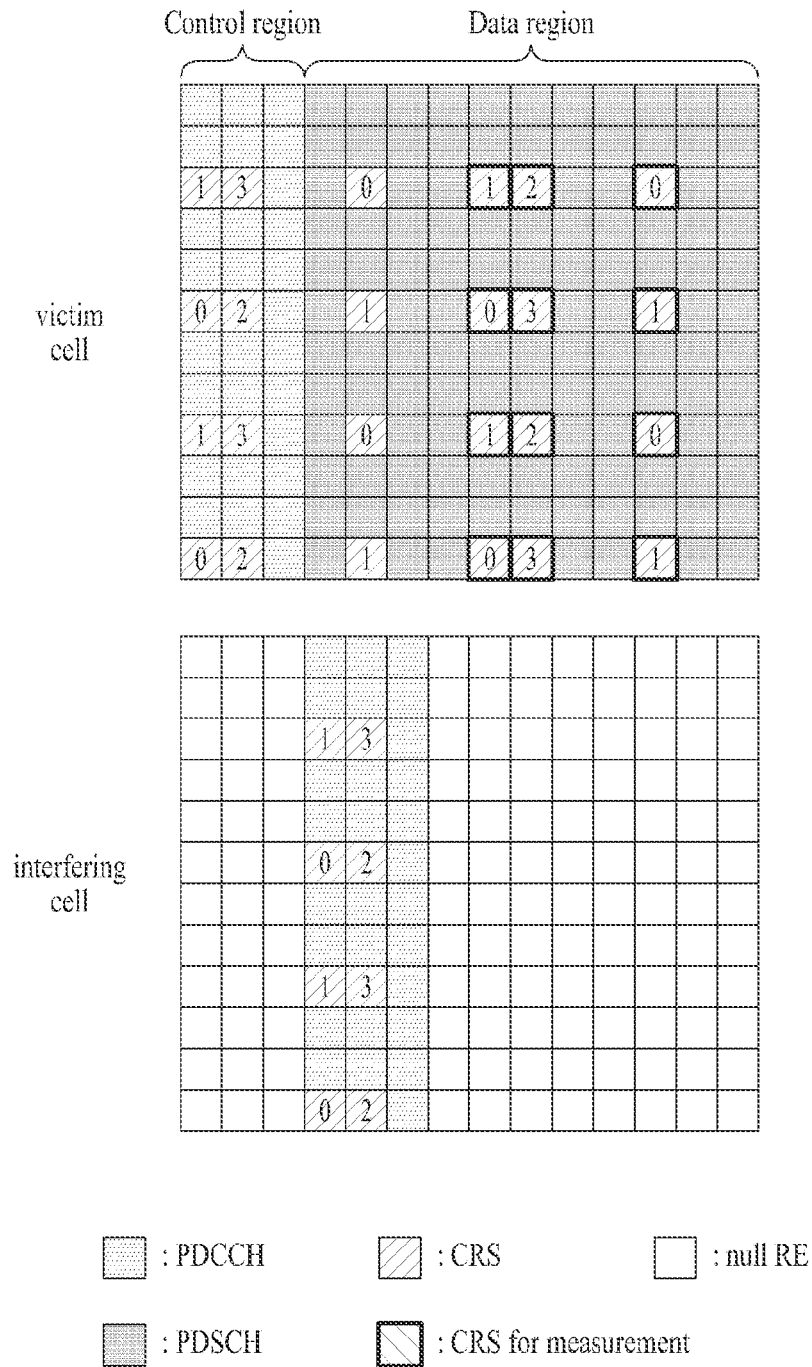 Control region Data region
1 3 0 1 2 0
victim cell
0 2 1 0 3 1
1 3 0 1 2 0
0 2 1 0 3 1
1 3
interfering cell
0 2
1 3
0 2
: PDCCH : CRS : null RE
: PDSCH : CRS for measurement